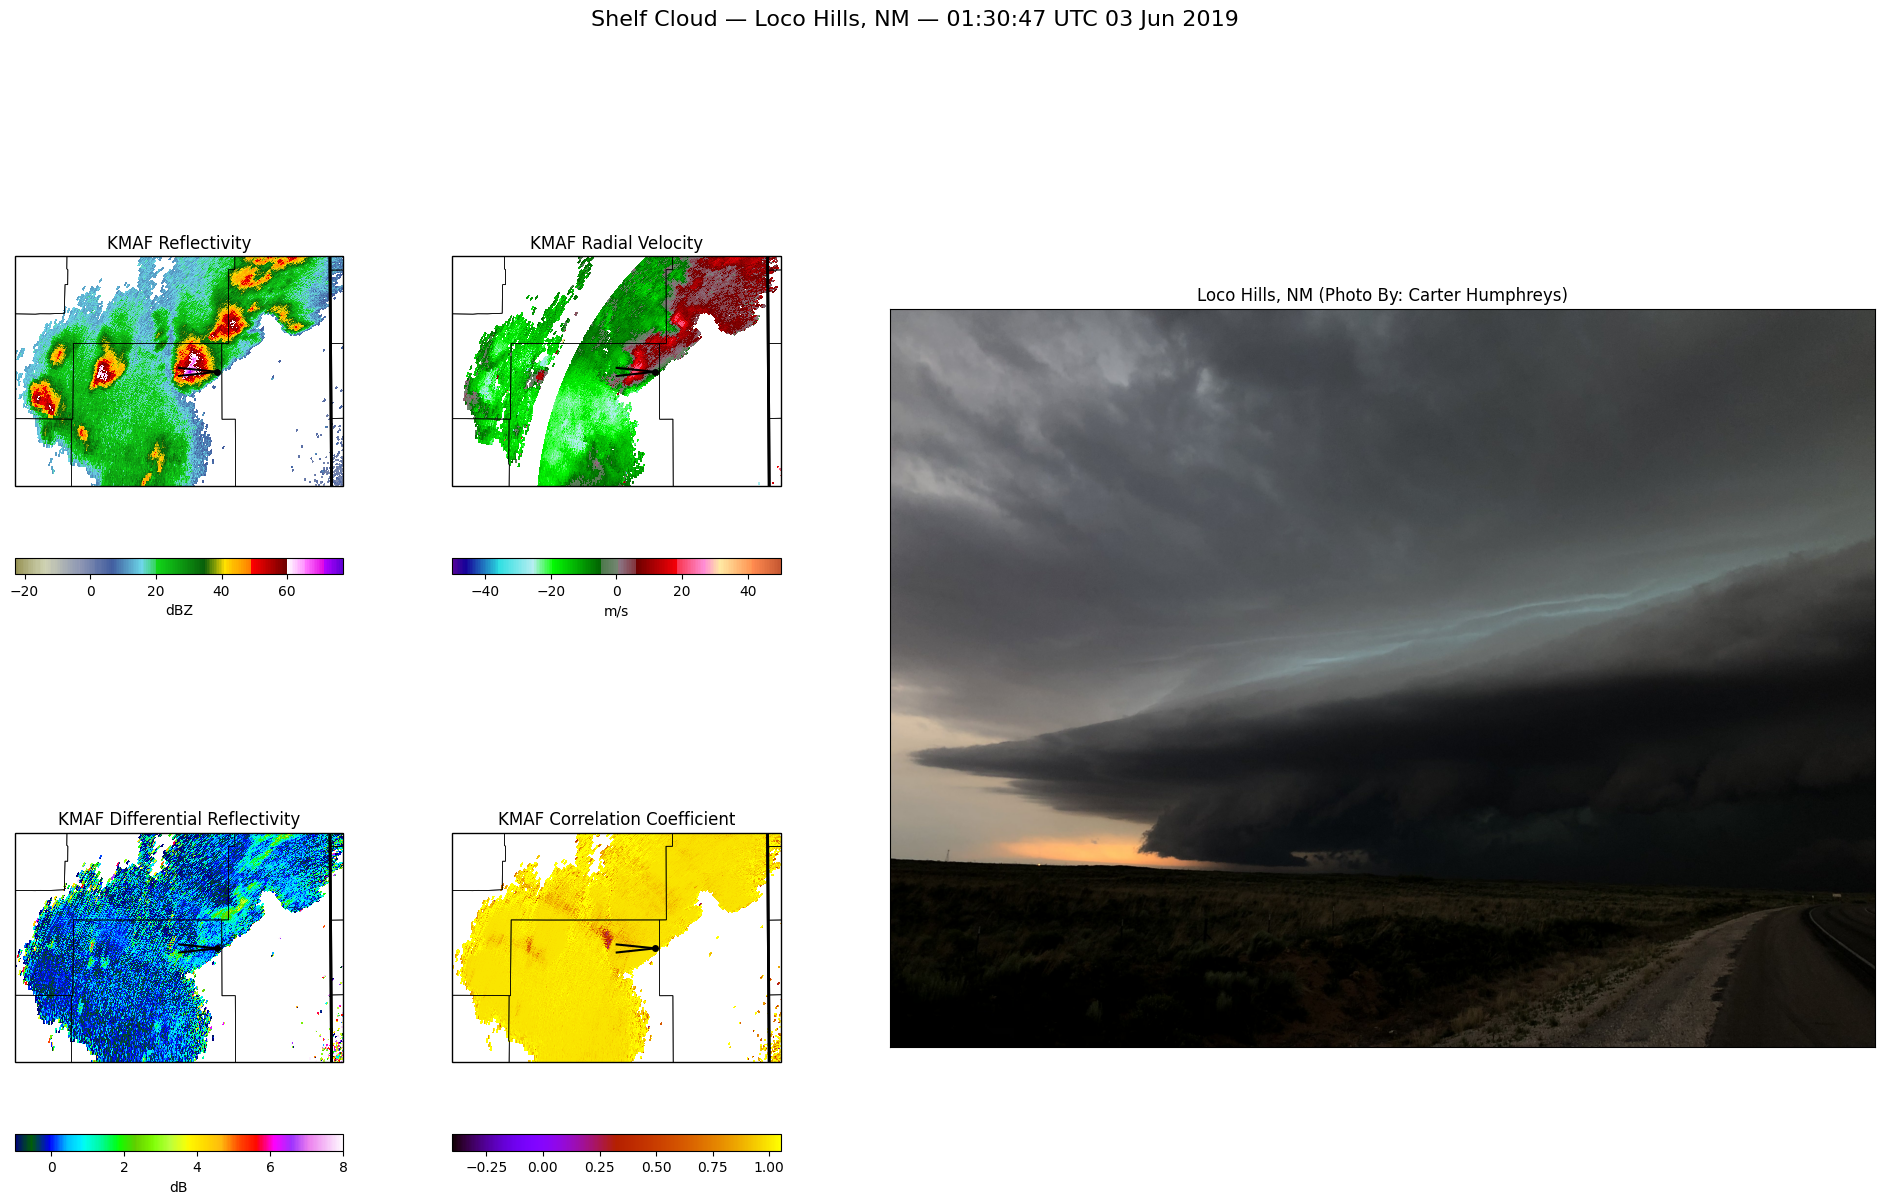 Shelf Cloud — Loco Hills, NM — 01:30:47 UTC 03 Jun 2019
KMAF Reflectivity
−20 0 20 40 60
dBZ
KMAF Radial Velocity
−40 −20 0 20 40
m/s
KMAF Differential Reflectivity
0 2 4 6 8
dB
KMAF Correlation Coefficient
−0.25 0.00 0.25 0.50 0.75 1.00
Loco Hills, NM (Photo By: Carter Humphreys)